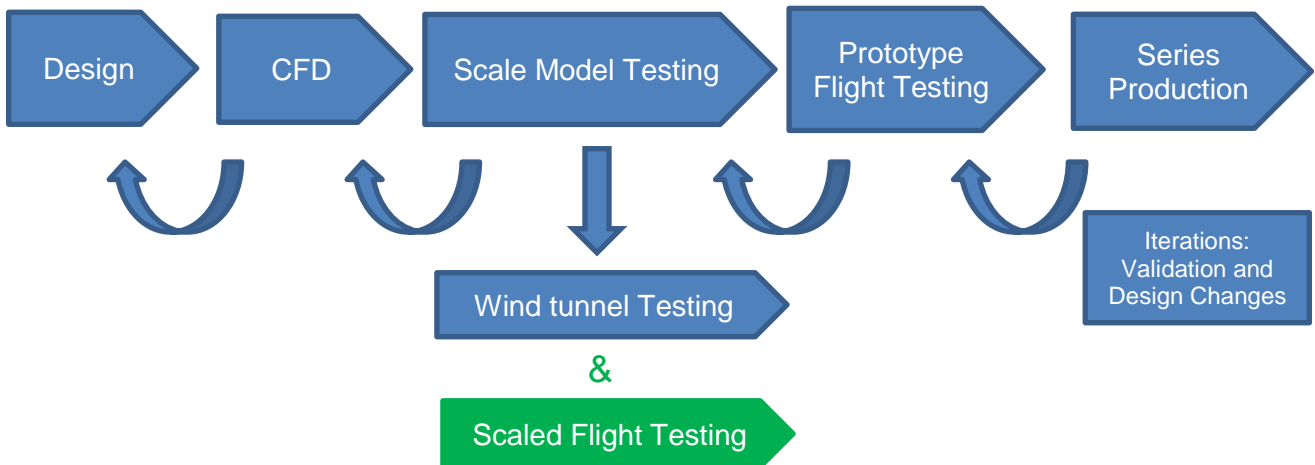 Design
CFD
Scale Model Testing
Prototype
Flight Testing
Series
Production
Iterations:
Validation and
Design Changes
Wind tunnel Testing
&
Scaled Flight Testing